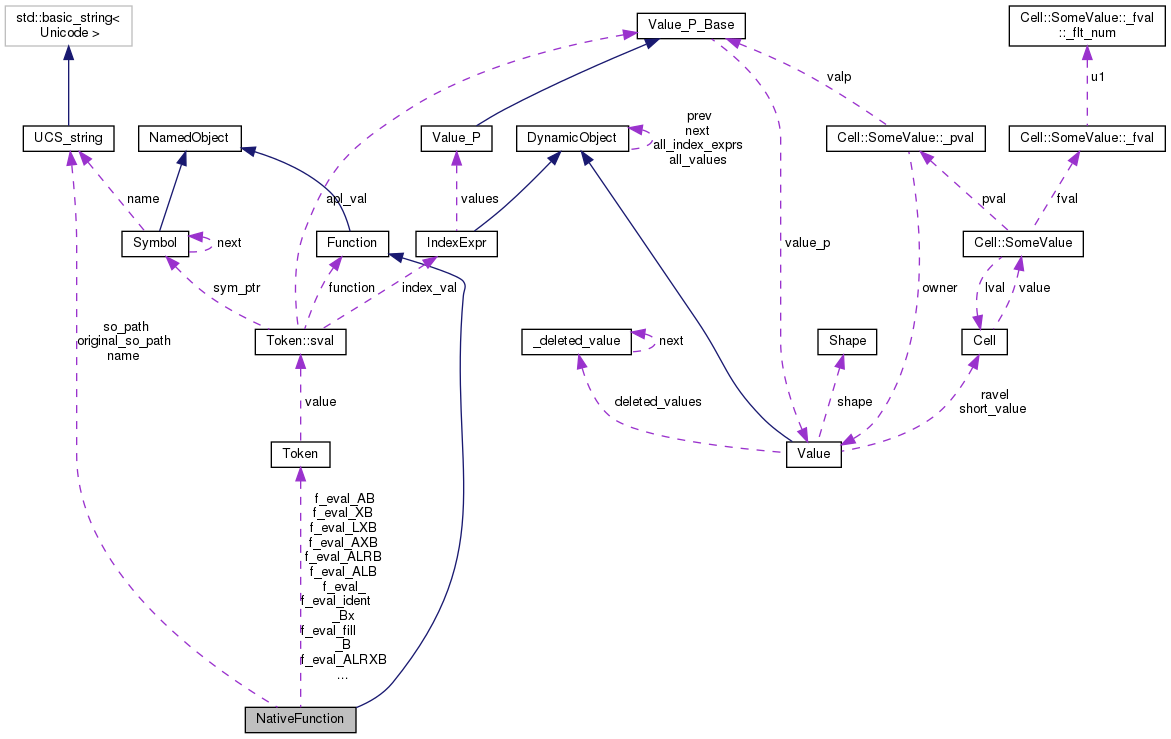 std::basic_string<
Unicode >
Value_P_Base
Cell::SomeValue::_fval
::_flt_num
valp
u1
UCS_string
NamedObject
Value_P
DynamicObject
prev
next
all_index_exprs
all_values
Cell::SomeValue::_pval
Cell::SomeValue::_fval
name
apl_val
values
pval
fval
Symbol
next
Function
IndexExpr
value_p
Cell::SomeValue
sym_ptr
function
index_val
owner
lval
value
so_path
original_so_path
name
Token::sval
_deleted_value
next
Shape
Cell
value
deleted_values
shape
ravel
short_value
Token
Value
f_eval_AB
f_eval_XB
f_eval_LXB
f_eval_AXB
f_eval_ALRB
f_eval_ALB
f_eval_
f_eval_ident
_Bx
f_eval_fill
_B
f_eval_ALRXB
...
NativeFunction